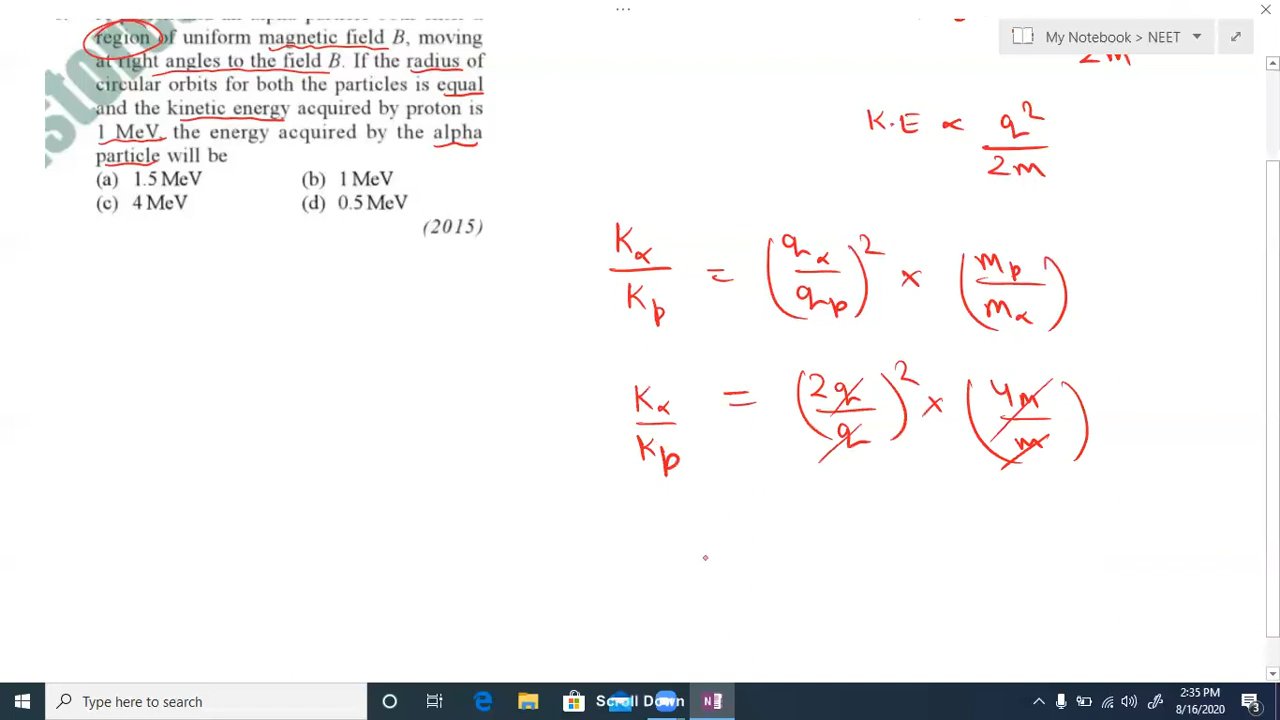 ...
My Notebook > NEET
region of uniform magnetic field B, moving
at right angles to the field B. If the radius of
circular orbits for both the particles is equal
and the kinetic energy acquired by proton is
1 MeV, the energy acquired by the alpha
particle will be
(a) 1.5 MeV (b) 1 MeV
(c) 4 MeV (d) 0.5 MeV
(2015)
2m
K.E ∝ q²/2m
Kα/Kp = (qα/qp)² × (mp/mα)
Kα/Kp = (2q/q)² × (4m/m)
Type here to search
Scroll Down
3:35 PM
8/16/2020
3